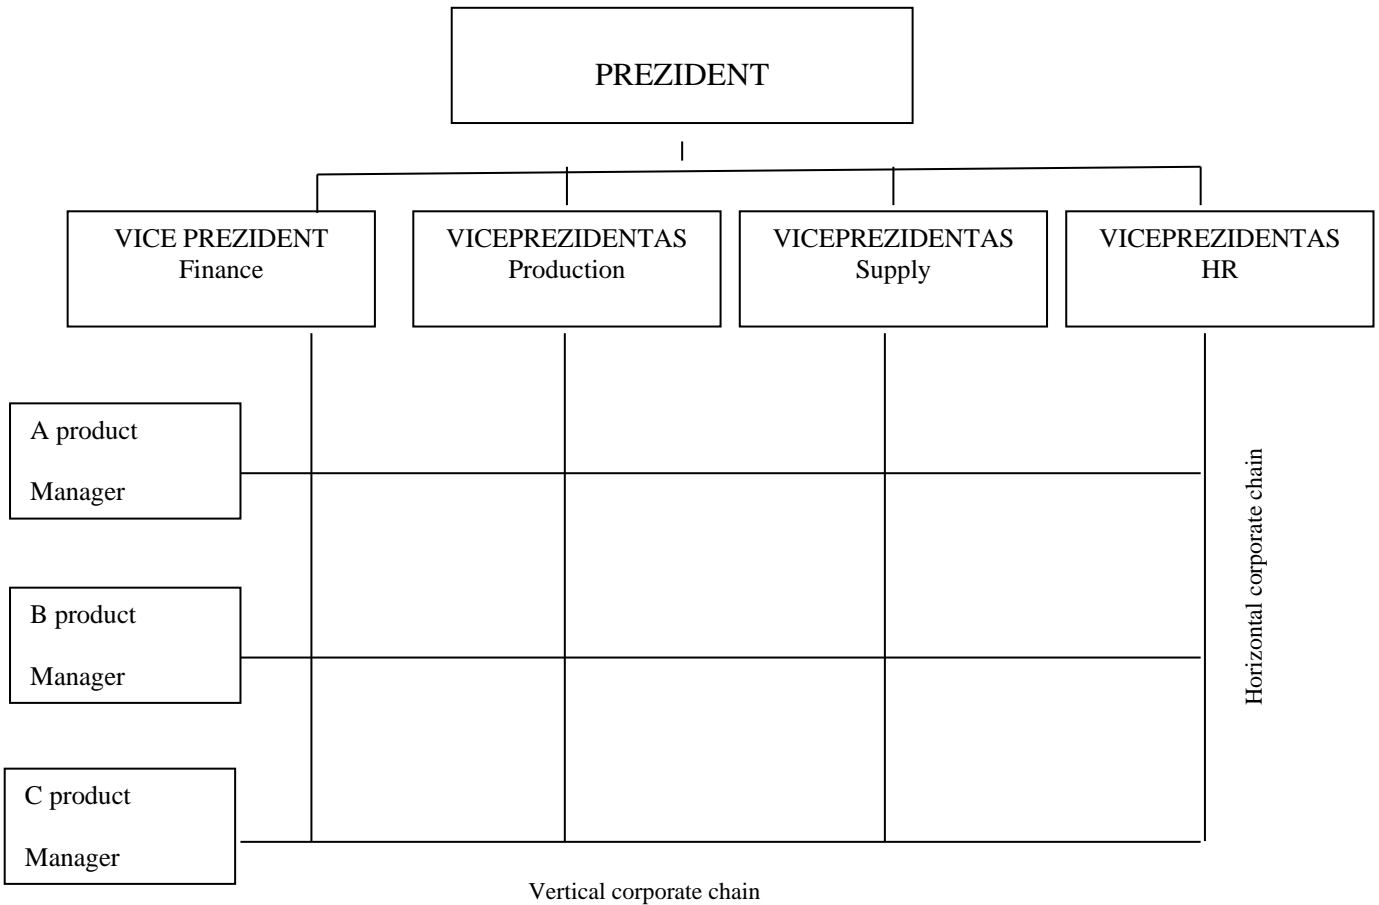 PREZIDENT
VICE PREZIDENT
Finance
VICEPREZIDENTAS
Production
VICEPREZIDENTAS
Supply
VICEPREZIDENTAS
HR
A product
Manager
B product
Manager
C product
Manager
Horizontal corporate chain
Vertical corporate chain